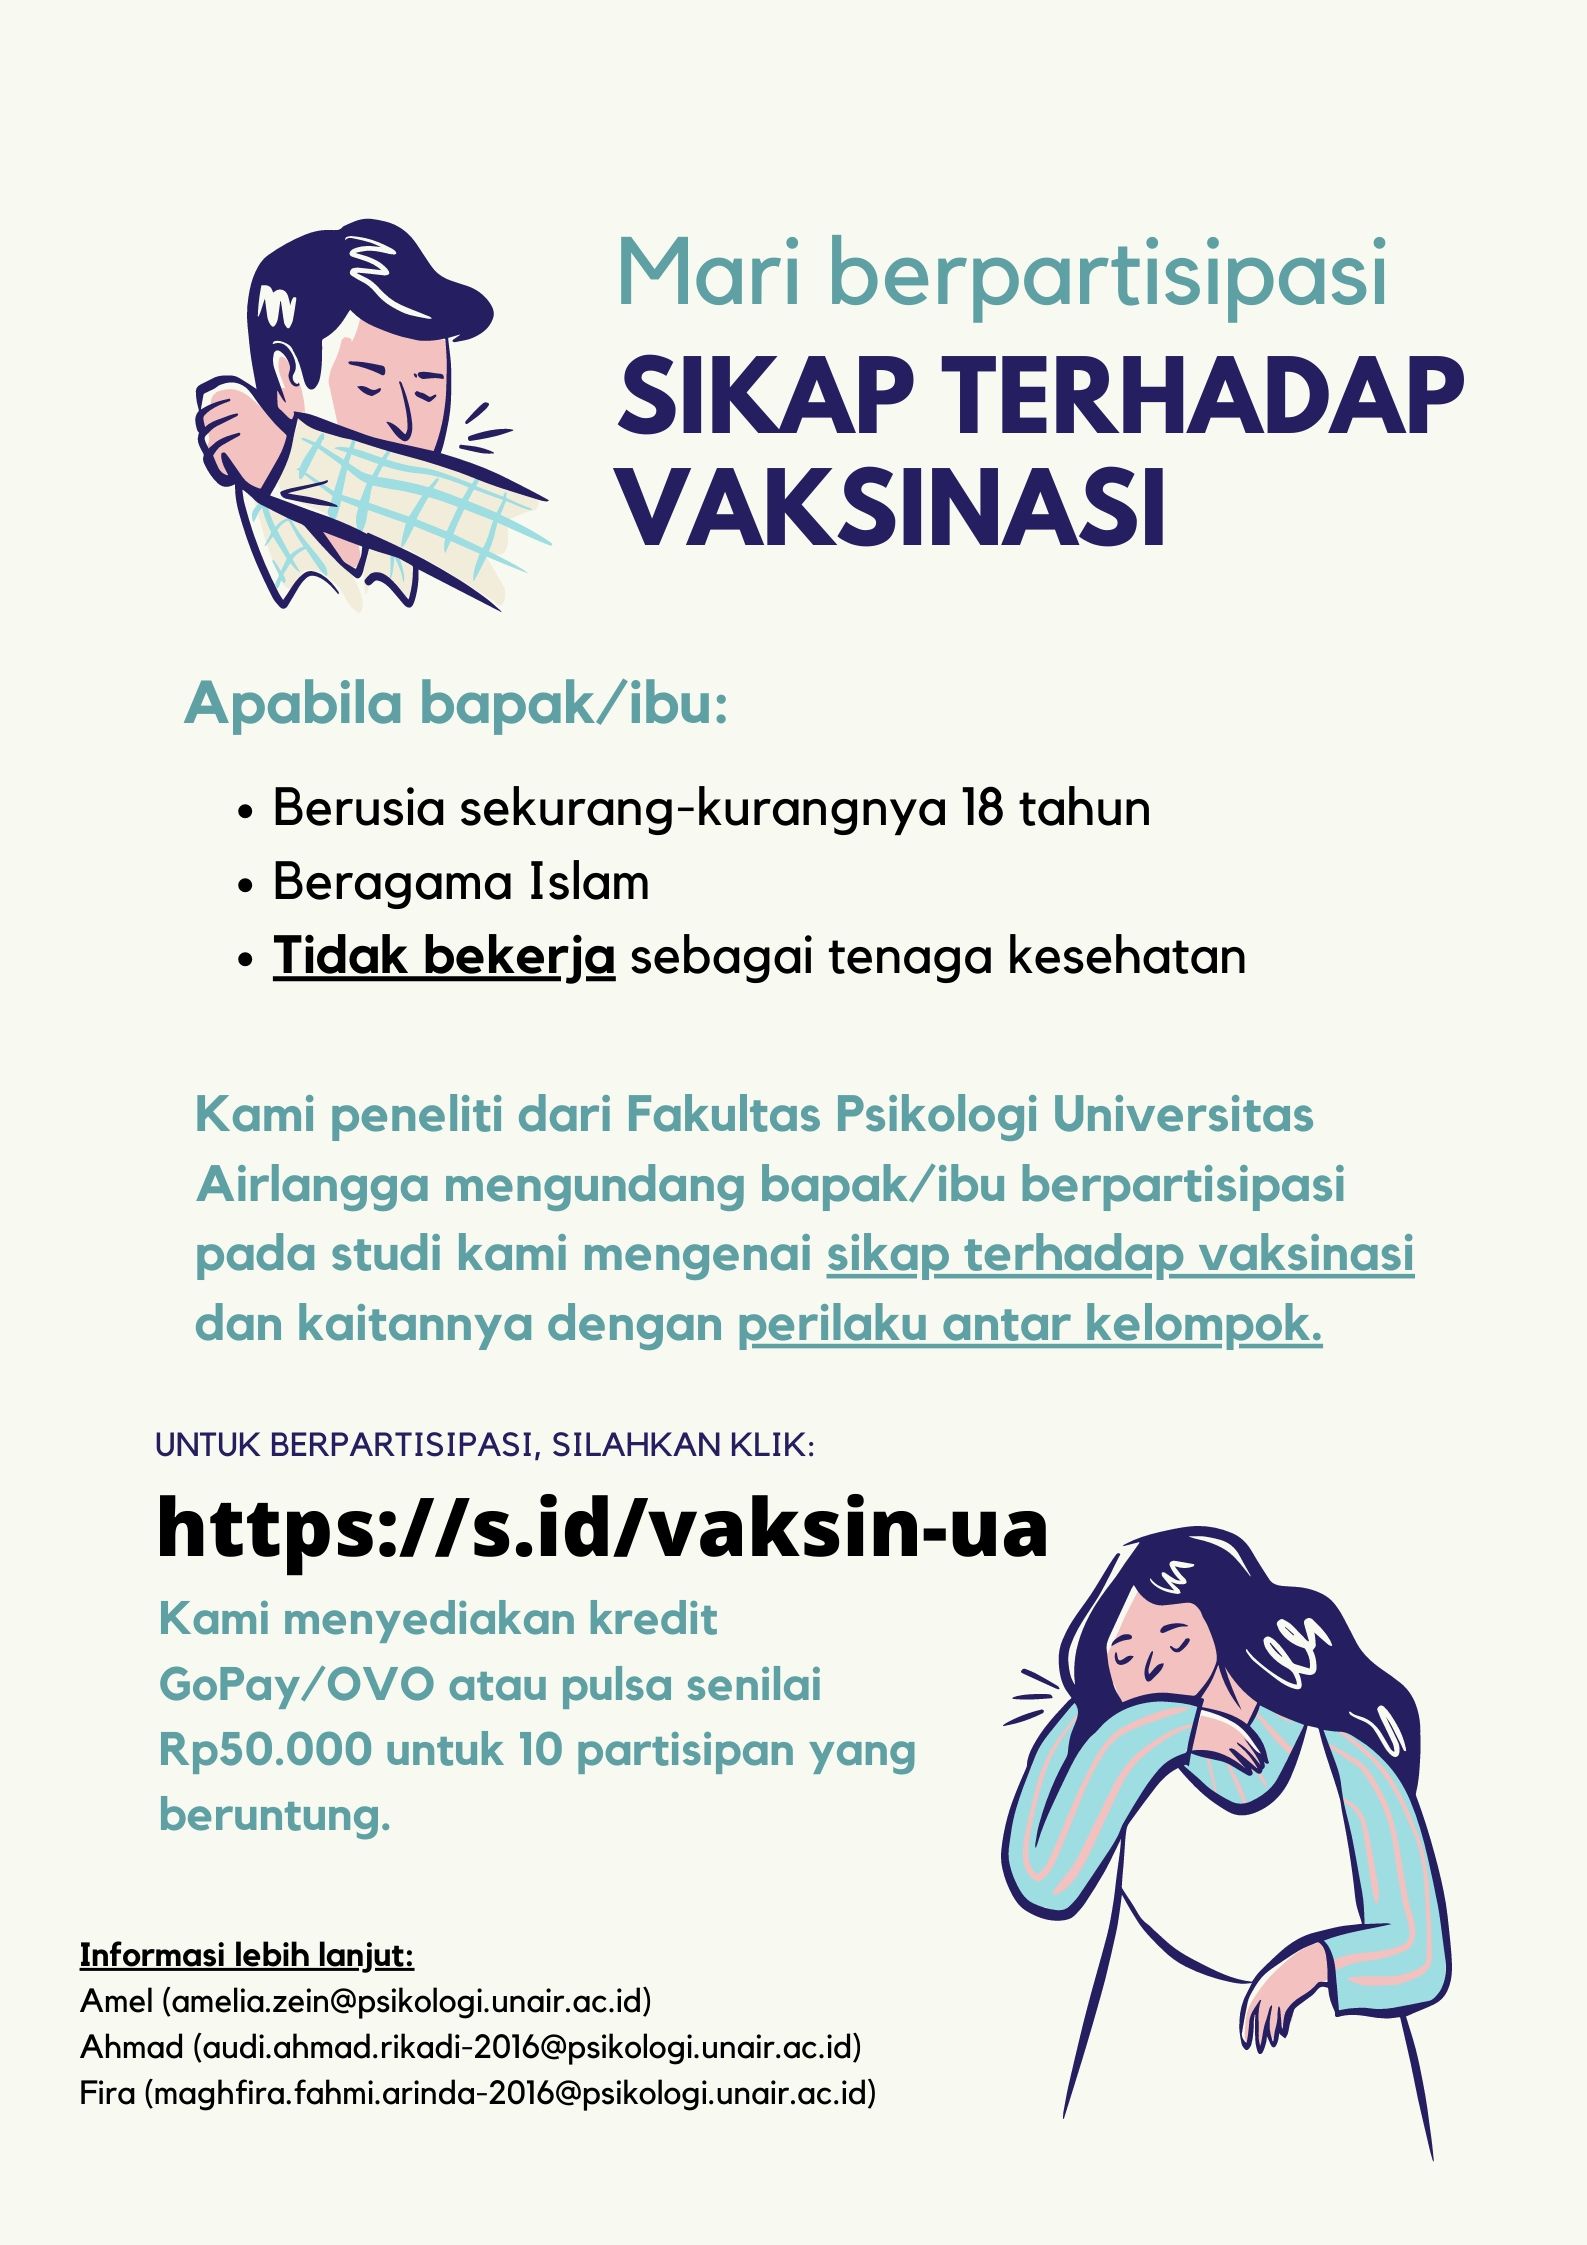 Mari berpartisipasi
SIKAP TERHADAP
VAKSINASI
Apabila bapak/ibu:
• Berusia sekurang-kurangnya 18 tahun
• Beragama Islam
• Tidak bekerja sebagai tenaga kesehatan
Kami peneliti dari Fakultas Psikologi Universitas
Airlangga mengundang bapak/ibu berpartisipasi
pada studi kami mengenai sikap terhadap vaksinasi
dan kaitannya dengan perilaku antar kelompok.
UNTUK BERPARTISIPASI, SILAHKAN KLIK:
https://s.id/vaksin-ua
Kami menyediakan kredit
GoPay/OVO atau pulsa senilai
Rp50.000 untuk 10 partisipan yang
beruntung.
Informasi lebih lanjut:
Amel (amelia.zein@psikologi.unair.ac.id)
Ahmad (audi.ahmad.rikadi-2016@psikologi.unair.ac.id)
Fira (maghfira.fahmi.arinda-2016@psikologi.unair.ac.id)